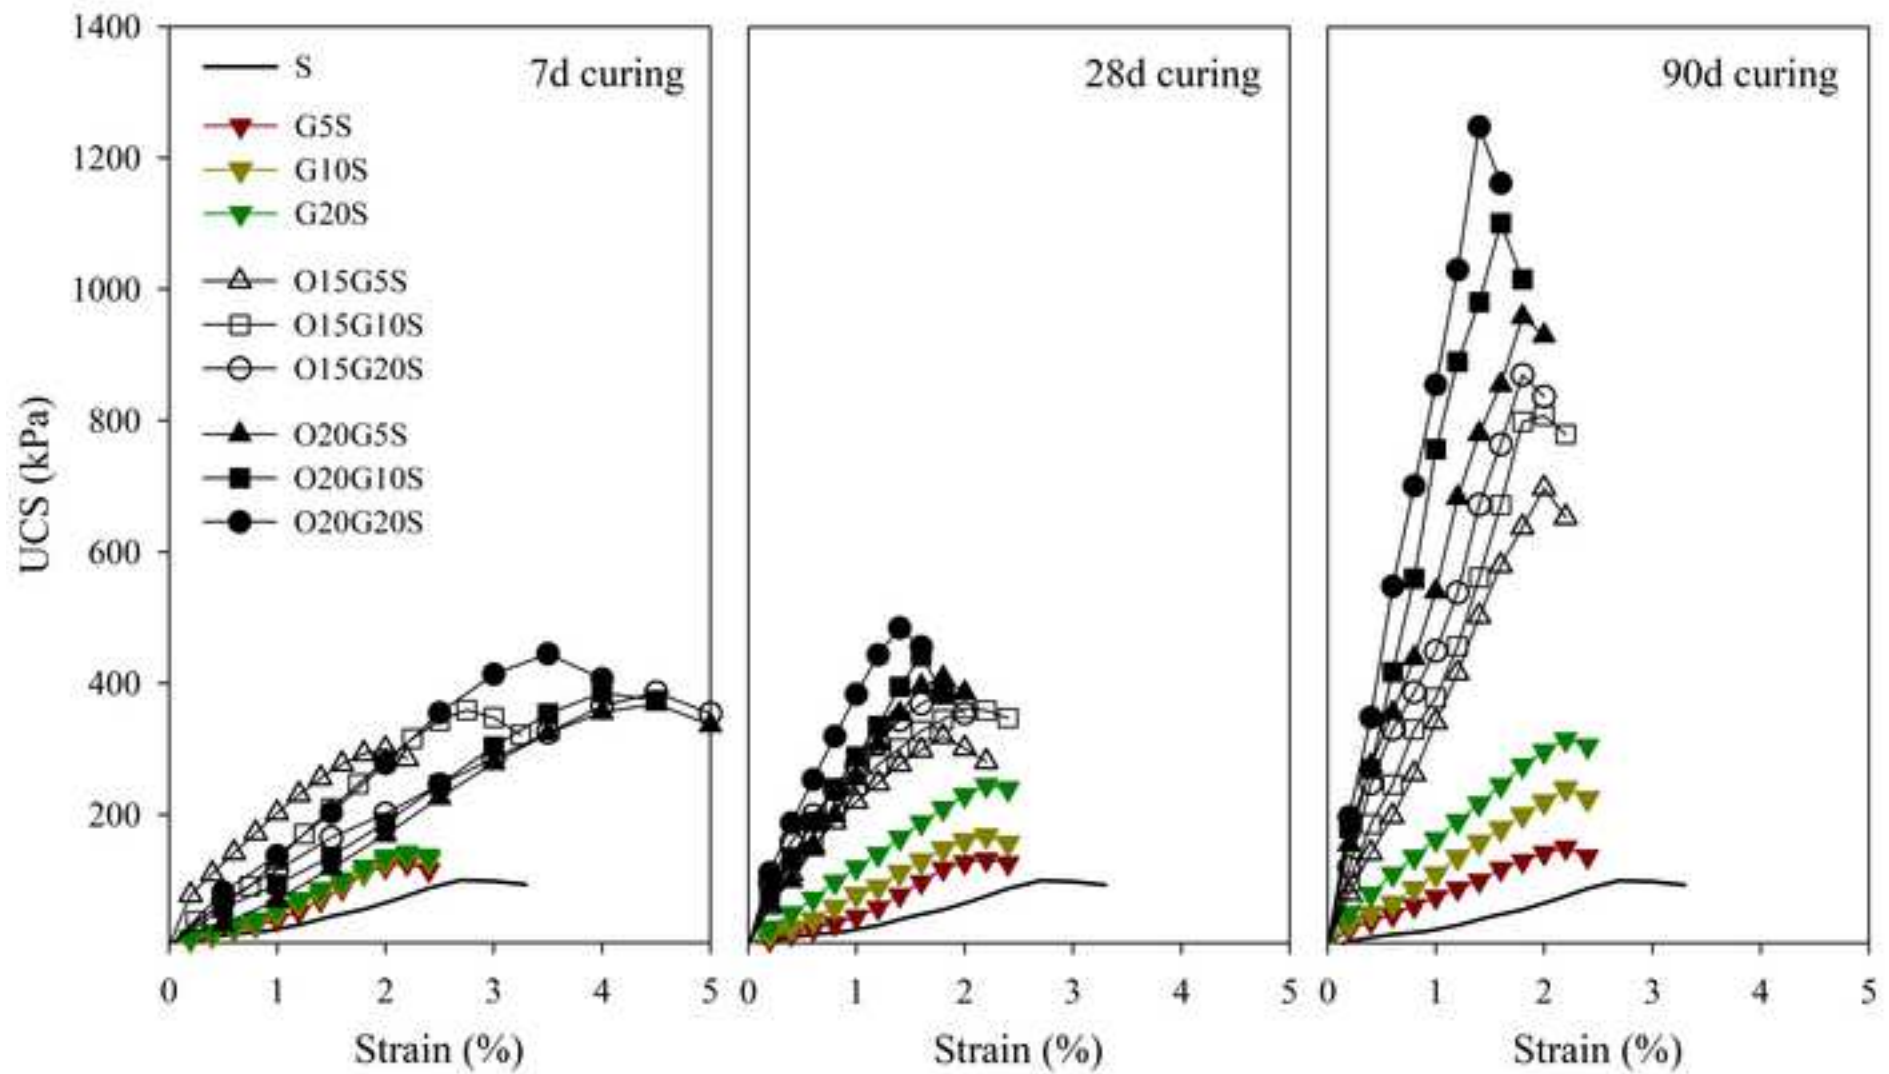 UCS (kPa)
1400
1200
1000
800
600
400
200
S
G5S
G10S
G20S
O15G5S
O15G10S
O15G20S
O20G5S
O20G10S
O20G20S
7d curing
28d curing
90d curing
0 1 2 3 4 5
0 1 2 3 4 5
0 1 2 3 4 5
Strain (%)
Strain (%)
Strain (%)